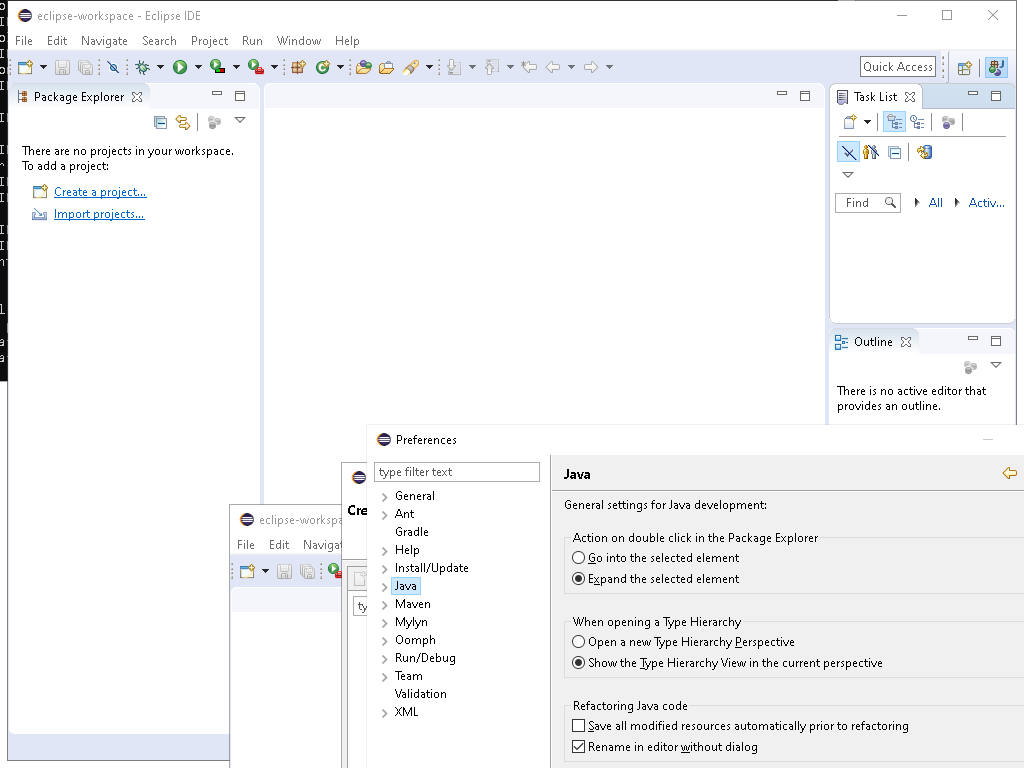 eclipse-workspace - Eclipse IDE
File Edit Navigate Search Project Run Window Help
Quick Access
Package Explorer
There are no projects in your workspace.
To add a project:
Create a project...
Import projects...
Task List
Find All Activ...
Outline
There is no active editor that
provides an outline.
Preferences
type filter text
General
Ant
Gradle
Help
Install/Update
Java
Maven
Mylyn
Oomph
Run/Debug
Team
Validation
XML
Java
General settings for Java development:
Action on double click in the Package Explorer
Go into the selected element
Expand the selected element
When opening a Type Hierarchy
Open a new Type Hierarchy Perspective
Show the Type Hierarchy View in the current perspective
Refactoring Java code
Save all modified resources automatically prior to refactoring
Rename in editor without dialog
Cre
ty
eclipse-workspa
File Edit Naviga